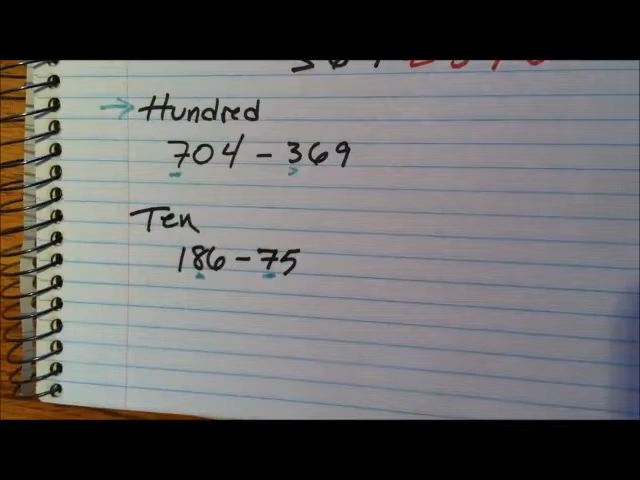 → Hundred
704 - 369
Ten
186 - 75